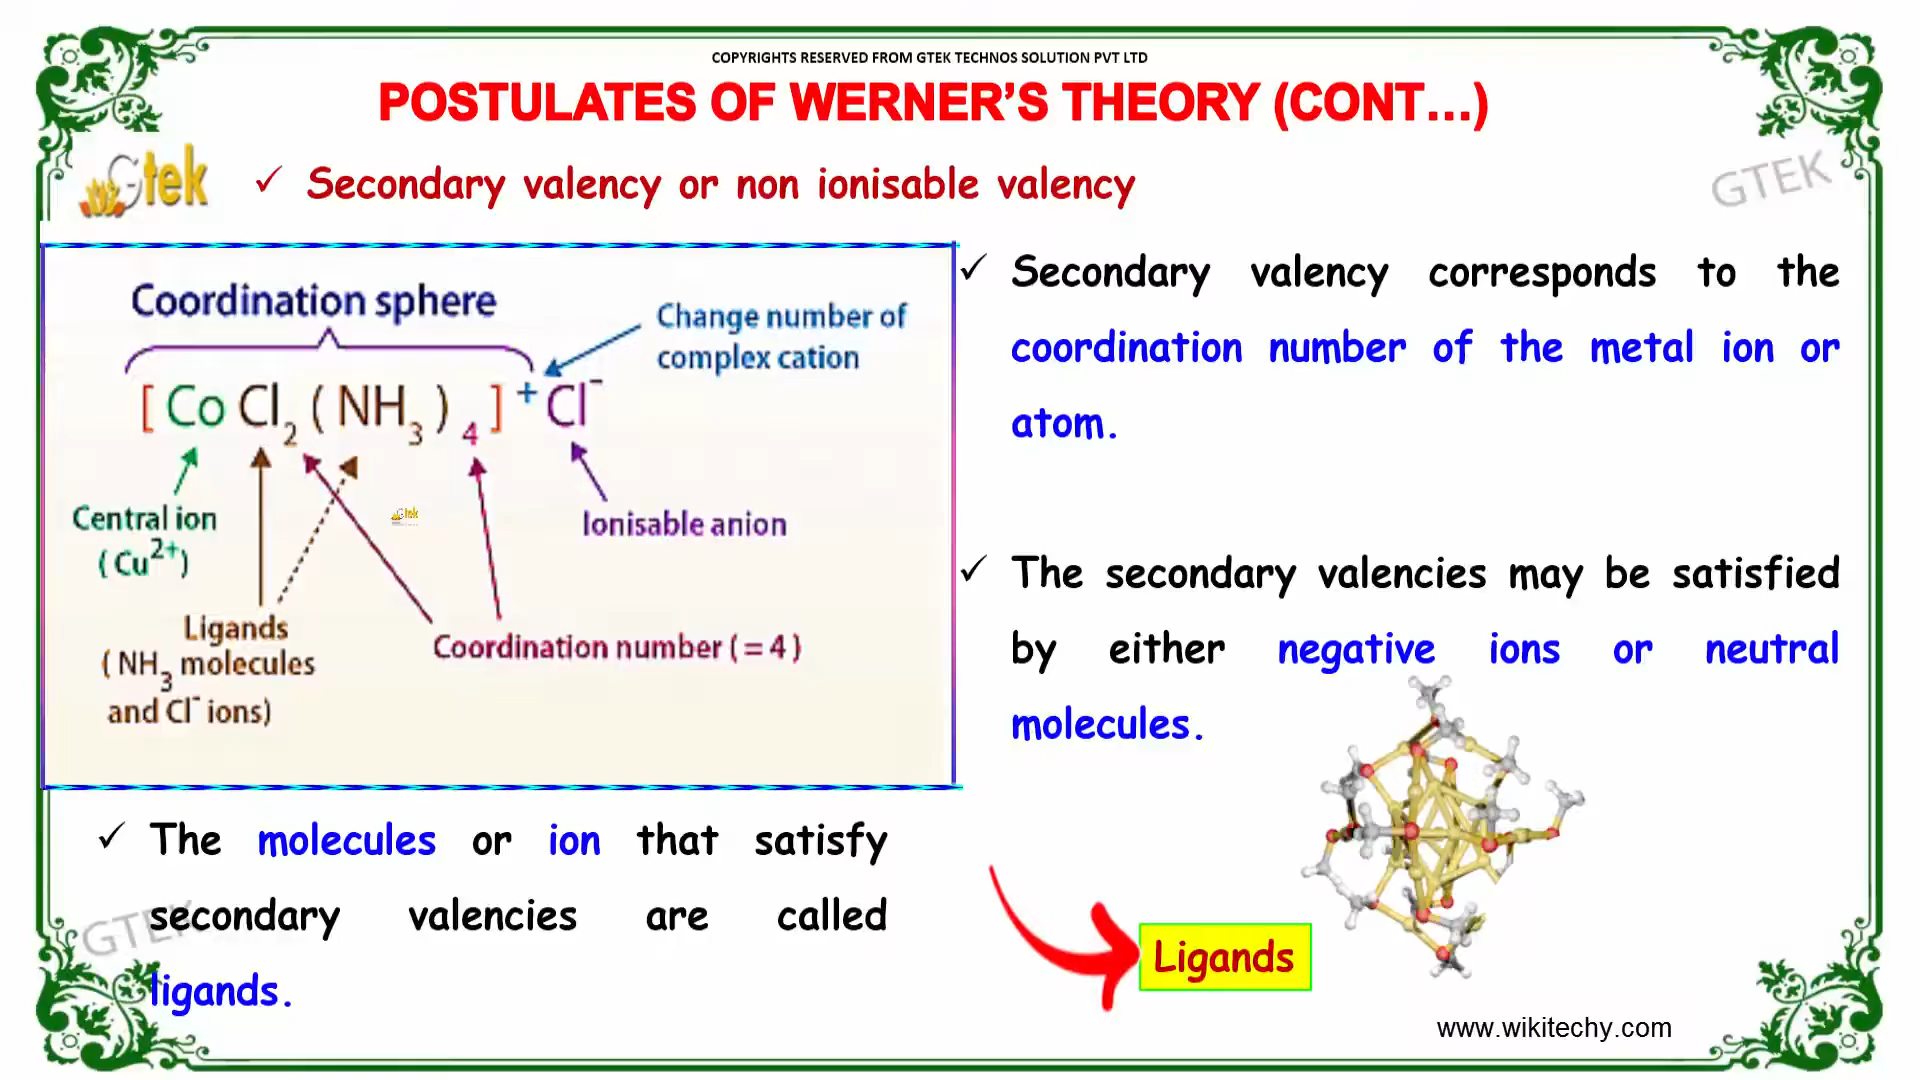 COPYRIGHTS RESERVED FROM GTEK TECHNOS SOLUTION PVT LTD
POSTULATES OF WERNER’S THEORY (CONT…)
Gtek
GTEK
✓ Secondary valency or non ionisable valency
Coordination sphere
Change number of
complex cation
[ Co Cl2 ( NH3 )4 ]+ Cl-
Central ion
( Cu2+ )
Ionisable anion
Gtek
Ligands
( NH3 molecules
and Cl- ions)
Coordination number ( = 4 )
✓ Secondary valency corresponds to the
coordination number of the metal ion or
atom.
✓ The secondary valencies may be satisfied
by either negative ions or neutral
molecules.
✓ The molecules or ion that satisfy
secondary valencies are called
ligands.
GTEK
Ligands
www.wikitechy.com